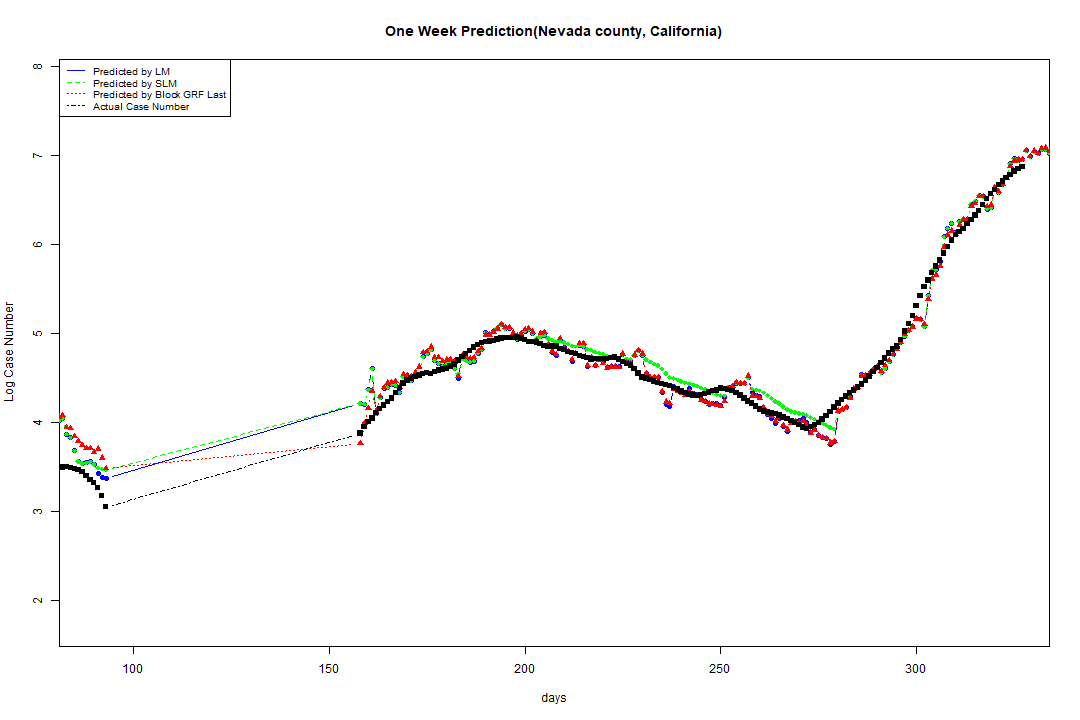 One Week Prediction(Nevada county, California)
Predicted by LM
Predicted by SLM
Predicted by Block GRF Last
Actual Case Number
8
7
6
5
4
3
2
Log Case Number
100 150 200 250 300
days